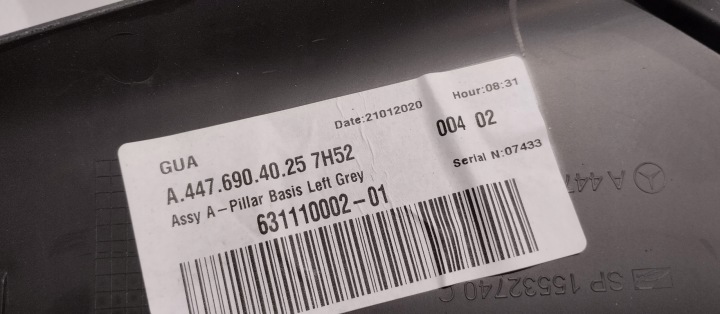 Date:21012020
Hour:08:31
GUA
004 02
A.447.690.40.25 7H52
Serial N:07433
Assy A-Pillar Basis Left Grey
631110002-01
A 447
SP 15532740 C